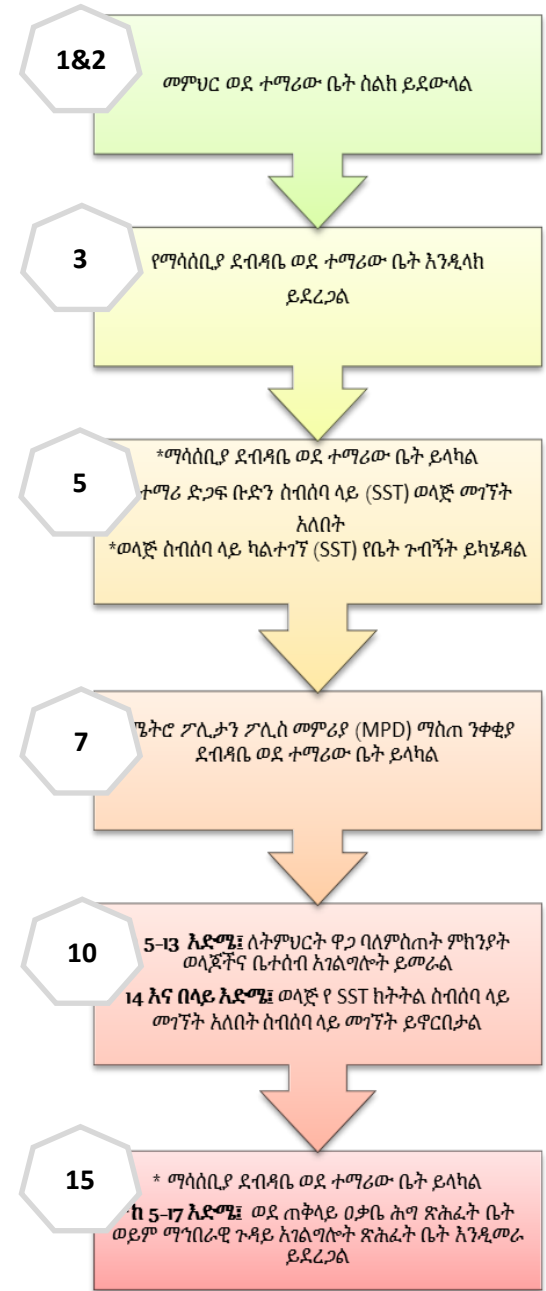 1&2
መምህር ወደ ተማሪው ቤት ስልክ ይደውላል
3
የማሳሰቢያ ደብዳቤ ወደ ተማሪው ቤት እንዲላክ
ይደረጋል
5
*ማሳሰቢያ ደብዳቤ ወደ ተማሪው ቤት ይላካል
ተማሪ ድጋፍ ቡድን ስብሰባ ላይ (SST) ወላጅ መገኘት
አለበት
*ወላጅ ስብሰባ ላይ ካልተገኘ (SST) የቤት ጉብኝት ይካሄዳል
7
ሜትሮ ፖሊታን ፖሊስ መምሪያ (MPD) ማስጠ ንቀቂያ
ደብዳቤ ወደ ተማሪው ቤት ይላካል
10
5-13 እድሜ፤ ለትምህርት ዋጋ ባለምስጠት ምክንያት
ወላጆችና ቤተሰብ አገልግሎት ይመራል
14 እና በላይ እድሜ፤ ወላጅ የ SST ክትትል ስብሰባ ላይ
መገኘት አለበት ስብሰባ ላይ መገኘት ይኖርበታል
15
* ማሳሰቢያ ደብዳቤ ወደ ተማሪው ቤት ይላካል
ከ 5-17 እድሜ፤ ወደ ጠቅላይ ዐቃቤ ሕግ ጽሕፈት ቤት
ወይም ማኅበራዊ ጉዳይ አገልግሎት ጽሕፈት ቤት እንዲመራ
ይደረጋል